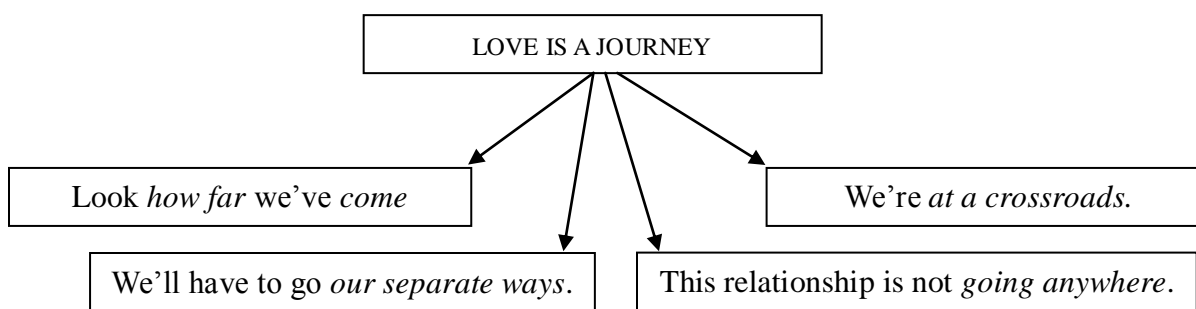 LOVE IS A JOURNEY
Look how far we’ve come
We’re at a crossroads.
We’ll have to go our separate ways.
This relationship is not going anywhere.